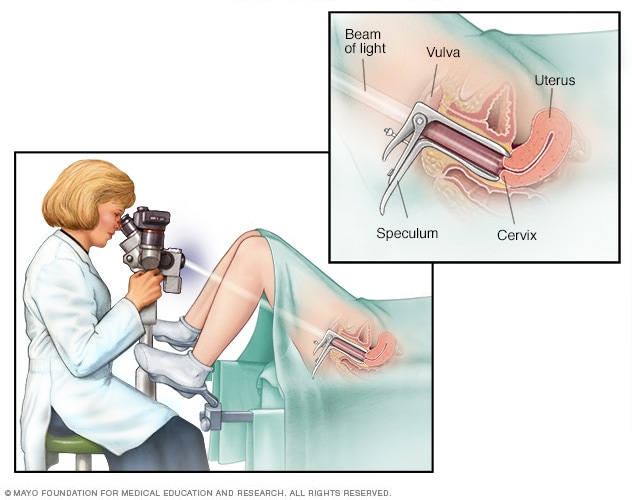 Beam
of light
Vulva
Uterus
Speculum
Cervix
© MAYO FOUNDATION FOR MEDICAL EDUCATION AND RESEARCH. ALL RIGHTS RESERVED.